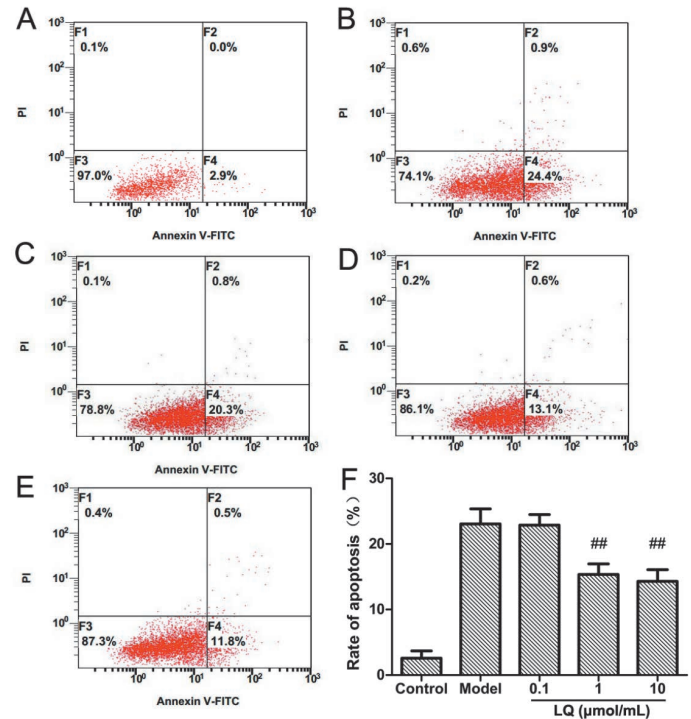 A
10³
F1
0.1%
F2
0.0%
10²
PI
10¹
10⁰
F3
97.0%
F4
2.9%
10⁰ 10¹ 10² 10³
Annexin V-FITC
B
10³
F1
0.6%
F2
0.9%
10²
PI
10¹
10⁰
F3
74.1%
F4
24.4%
10⁰ 10¹ 10² 10³
Annexin V-FITC
C
10³
F1
0.1%
F2
0.8%
10²
PI
10¹
10⁰
F3
78.8%
F4
20.3%
10⁰ 10¹ 10² 10³
Annexin V-FITC
D
10³
F1
0.2%
F2
0.6%
10²
PI
10¹
10⁰
F3
86.1%
F4
13.1%
10⁰ 10¹ 10² 10³
Annexin V-FITC
E
10³
F1
0.4%
F2
0.5%
10²
PI
10¹
10⁰
F3
87.3%
F4
11.8%
10⁰ 10¹ 10² 10³
Annexin V-FITC
F
Rate of apoptosis（%）
30
20
10
0
## ##
Control Model 0.1 1 10
LQ (μmol/mL)